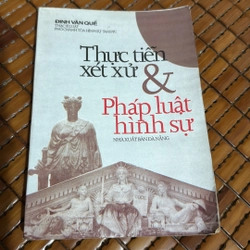 ĐINH VĂN QUẾ
Thực tiễn
xét xử
&
Pháp luật
hình sự
NHÀ XUẤT BẢN ĐÀ NẴNG